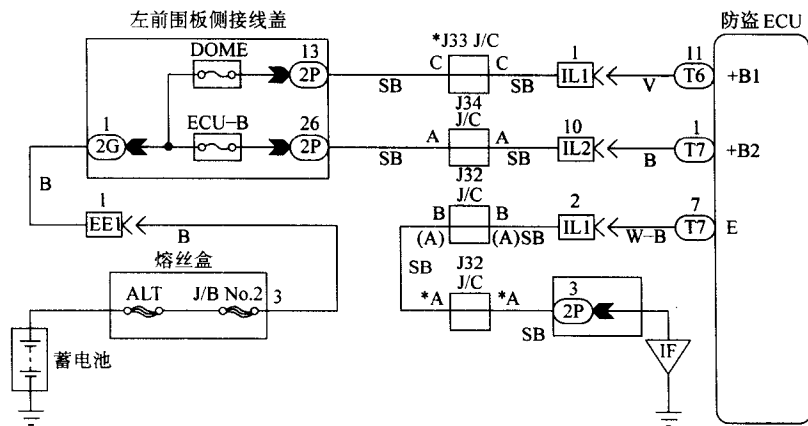 左前围板侧接线盖
防盗 ECU
DOME
13
2P
SB
*J33 J/C
C
C
J34
J/C
SB
1
IL1
V
11
T6
+B1
1
2G
ECU-B
26
2P
SB
A
A
SB
10
IL2
B
1
T7
+B2
J32
J/C
B
B
(A)
(A)SB
2
IL1
W-B
7
T7
E
B
1
EE1
B
SB
J32
J/C
*A
*A
SB
3
2P
IF
熔丝盒
ALT
J/B No.2
3
蓄电池